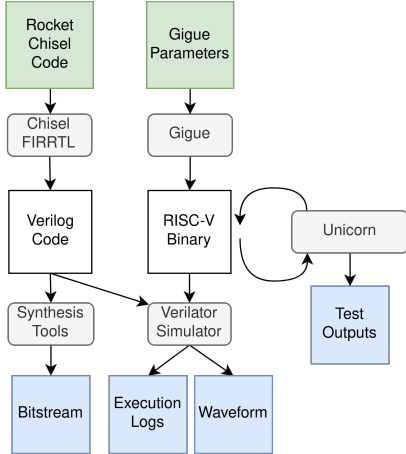 Rocket
Chisel
Code
Gigue
Parameters
Chisel
FIRRTL
Gigue
Verilog
Code
RISC-V
Binary
Unicorn
Synthesis
Tools
Verilator
Simulator
Test
Outputs
Bitstream
Execution
Logs
Waveform